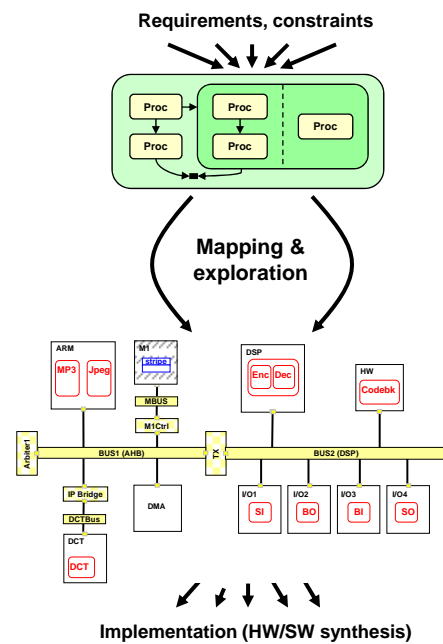 Requirements, constraints
Proc
Proc
Proc
Proc
Proc
Mapping &
exploration
ARM
MP3
Jpeg
M1
stripe
DSP
Enc
Dec
HW
Codebk
MBUS
M1Ctrl
Arbiter1
BUS1 (AHB)
TX
BUS2 (DSP)
IP Bridge
DCTBus
DCT
DCT
DMA
I/O1
SI
I/O2
BO
I/O3
BI
I/O4
SO
Implementation (HW/SW synthesis)